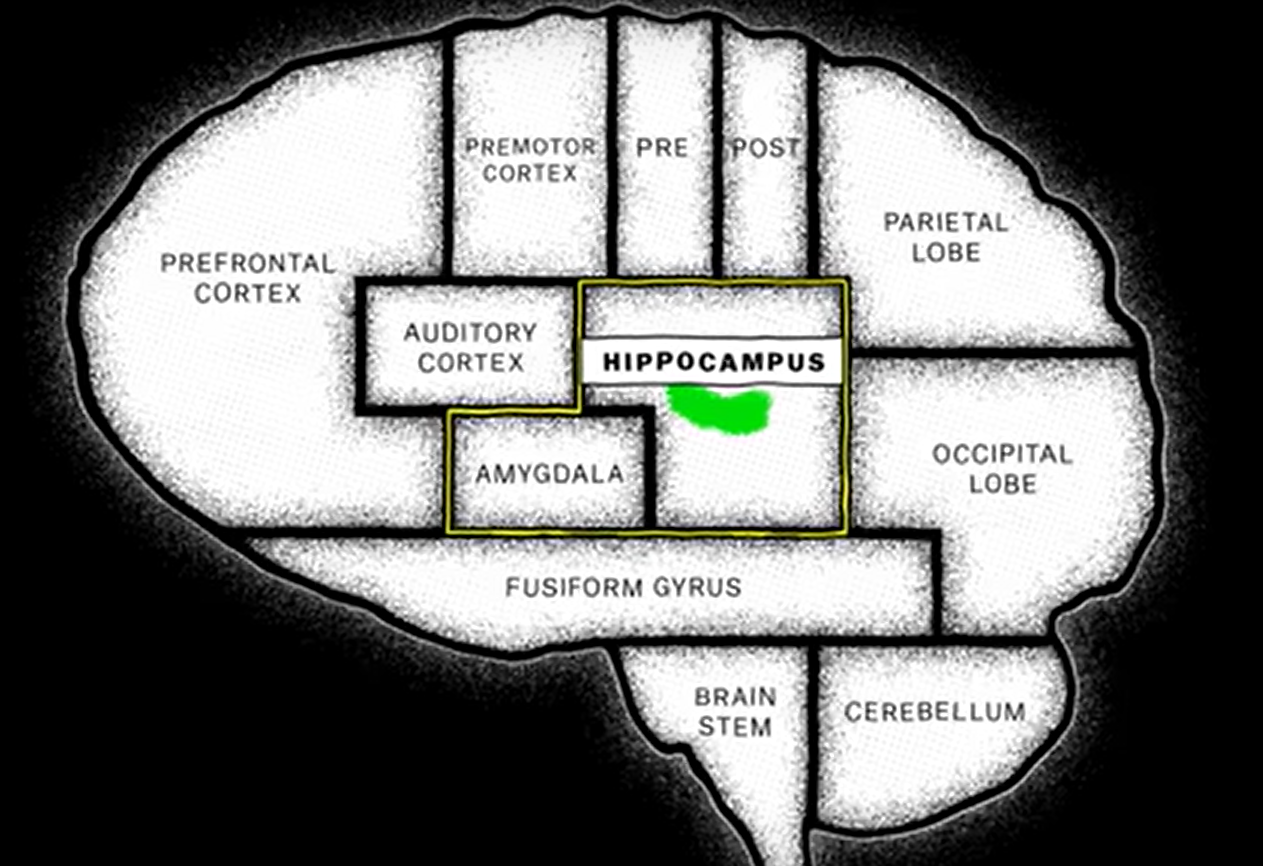 PREMOTOR
CORTEX
PRE
POST
PARIETAL
LOBE
PREFRONTAL
CORTEX
AUDITORY
CORTEX
HIPPOCAMPUS
AMYGDALA
OCCIPITAL
LOBE
FUSIFORM GYRUS
BRAIN
STEM
CEREBELLUM